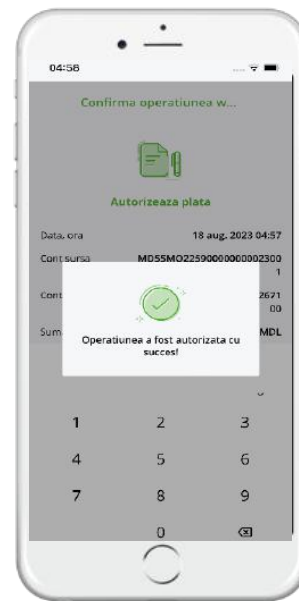 04:58
Confirma operatiunea w...
Autorizeaza plata
Data, ora 18 aug. 2023 04:57
Cont sursa
1
Cont 2671
00
Sum MDL
Operatiunea a fost autorizata cu
succes!
1 2 3
4 5 6
7 8 9
0